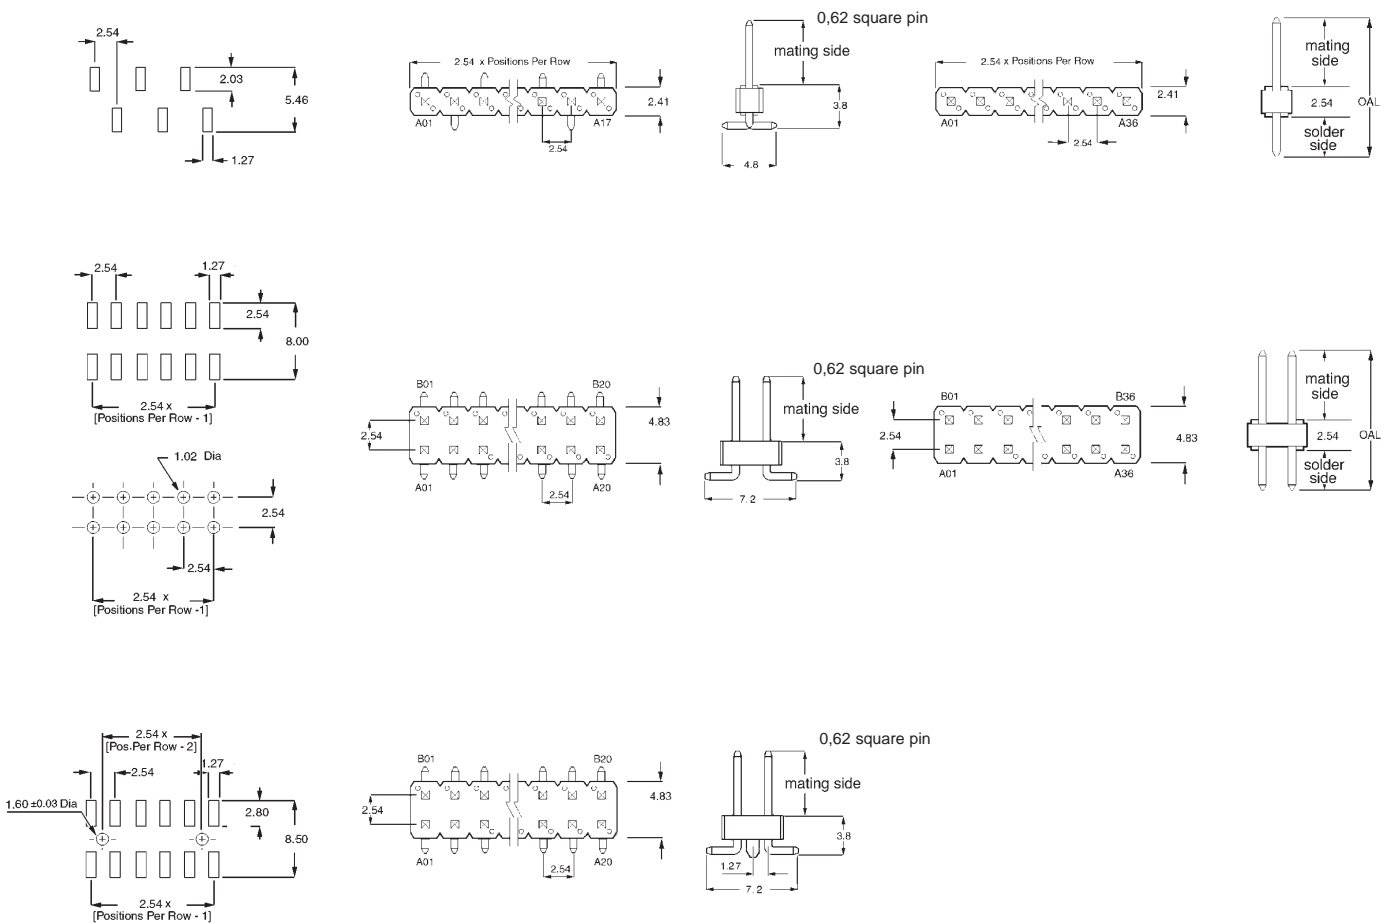 2.54
2.03
5.46
1.27
2.54 x Positions Per Row
A01
A17
2.41
2.54
0,62 square pin
mating side
3.8
4.8
2.54 x Positions Per Row
A01
A36
2.41
2.54
mating
side
2.54
solder
side
OAL
2.54
1.27
2.54
8.00
2.54 x
[Positions Per Row - 1]
B01
B20
2.54
4.83
A01
A20
2.54
0,62 square pin
mating side
3.8
7.2
B01
B36
2.54
4.83
A01
A36
mating
side
2.54
solder
side
OAL
1.02 Dia
2.54
2.54
2.54 x
[Positions Per Row -1]
2.54 x
[Pos.Per Row - 2]
2.54
1.27
1.60 ±0.03 Dia
2.80
8.50
2.54 x
[Positions Per Row - 1]
B01
B20
2.54
4.83
A01
A20
2.54
0,62 square pin
mating side
3.8
1.27
7.2